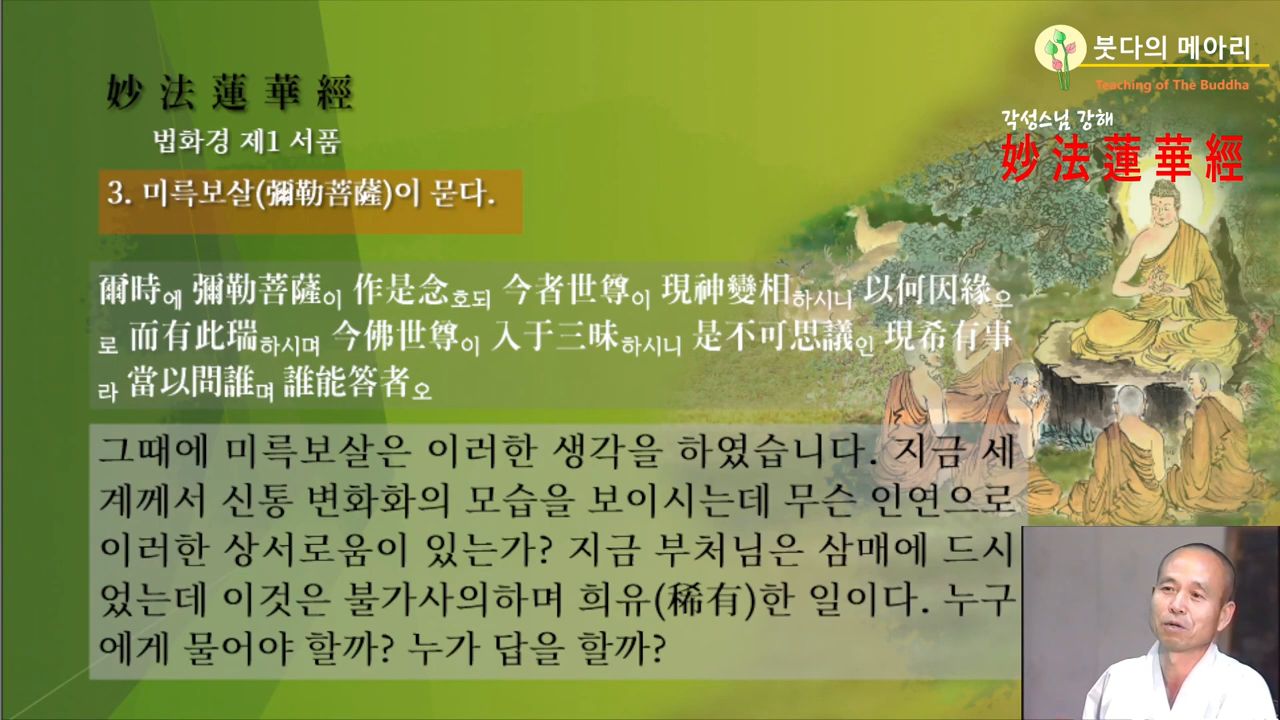 붓다의 메아리
Teaching of The Buddha
각성스님 강해
妙法蓮華經
妙法蓮華經
법화경 제1 서품
3. 미륵보살(彌勒菩薩)이 묻다.
爾時에 彌勒菩薩이 作是念호되 今者世尊이 現神變相하시니 以何因緣으
로 而有此瑞하시며 今佛世尊이 入于三昧하시니 是不可思議인 現希有事
라 當以問誰며 誰能答者오
그때에 미륵보살은 이러한 생각을 하였습니다. 지금 세
계께서 신통 변화화의 모습을 보이시는데 무슨 인연으로
이러한 상서로움이 있는가? 지금 부처님은 삼매에 드시
었는데 이것은 불가사의하며 희유(稀有)한 일이다. 누구
에게 물어야 할까? 누가 답을 할까?